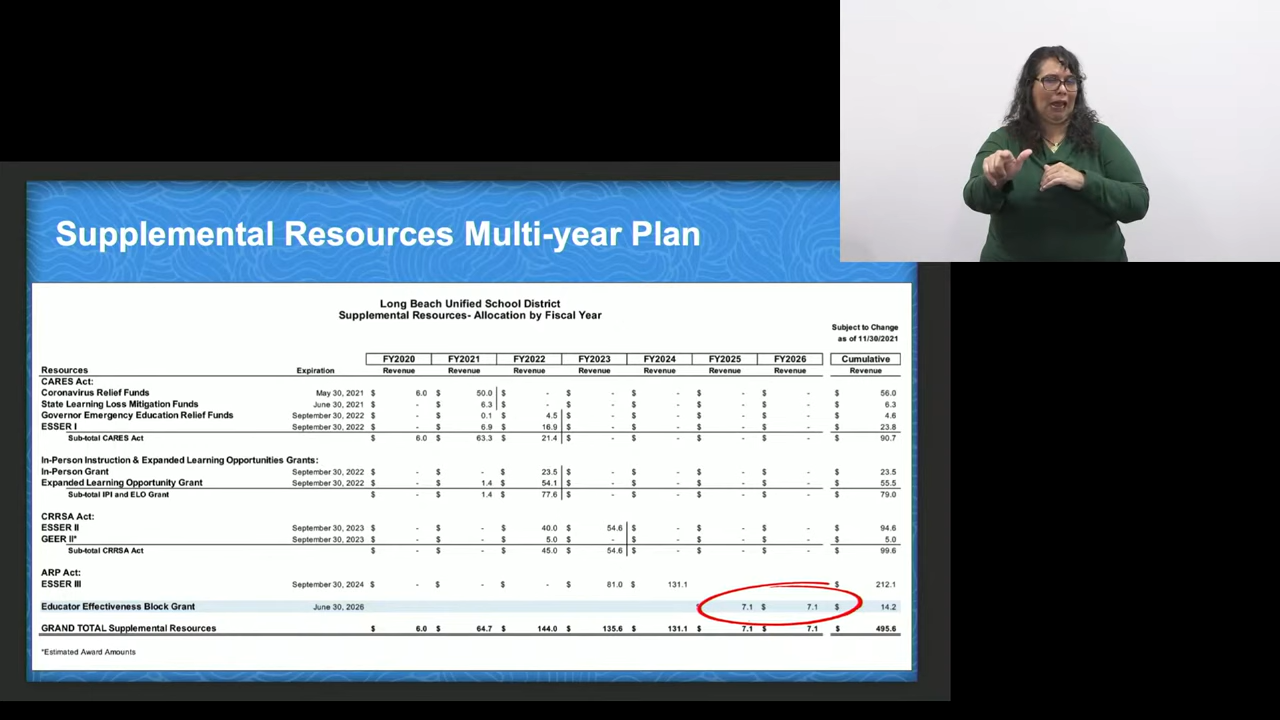 Supplemental Resources Multi-year Plan
Long Beach Unified School District
Supplemental Resources- Allocation by Fiscal Year
Subject to Change
as of 11/30/2021
FY2020 FY2021 FY2022 FY2023 FY2024 FY2025 FY2026 Cumulative
Resources Expiration Revenue Revenue Revenue Revenue Revenue Revenue Revenue Revenue
CARES Act:
Coronavirus Relief Funds May 30, 2021 $ 6.0 $ 50.0 $ - $ - $ - $ - $ - $ 56.0
State Learning Loss Mitigation Funds June 30, 2021 $ - $ 6.3 $ - $ - $ - $ - $ - $ 6.3
Governor Emergency Education Relief Funds September 30, 2022 $ - $ 0.1 $ 4.5 $ - $ - $ - $ - $ 4.6
ESSER I September 30, 2022 $ - $ 6.9 $ 16.9 $ - $ - $ - $ - $ 23.8
Sub-total CARES Act $ 6.0 $ 63.3 $ 21.4 $ - $ - $ - $ - $ 90.7
In-Person Instruction & Expanded Learning Opportunities Grants:
In-Person Grant September 30, 2022 $ - $ - $ 23.5 $ - $ - $ - $ - $ 23.5
Expanded Learning Opportunity Grant September 30, 2022 $ - $ 1.4 $ 54.1 $ - $ - $ - $ - $ 55.5
Sub-total IPI and ELO Grant $ - $ 1.4 $ 77.6 $ - $ - $ - $ - $ 79.0
CRRSA Act:
ESSER II September 30, 2023 $ - $ - $ 40.0 $ 54.6 $ - $ - $ - $ 94.6
GEER II* September 30, 2023 $ - $ - $ 5.0 $ - $ - $ - $ - $ 5.0
Sub-total CRRSA Act $ - $ - $ 45.0 $ 54.6 $ - $ - $ - $ 99.6
ARP Act:
ESSER III September 30, 2024 $ - $ - $ - $ 81.0 $ 131.1 $ 212.1
Educator Effectiveness Block Grant June 30, 2026 $ 7.1 $ 7.1 $ 14.2
GRAND TOTAL Supplemental Resources $ 6.0 $ 64.7 $ 144.0 $ 135.6 $ 131.1 $ 7.1 $ 7.1 $ 495.6
*Estimated Award Amounts